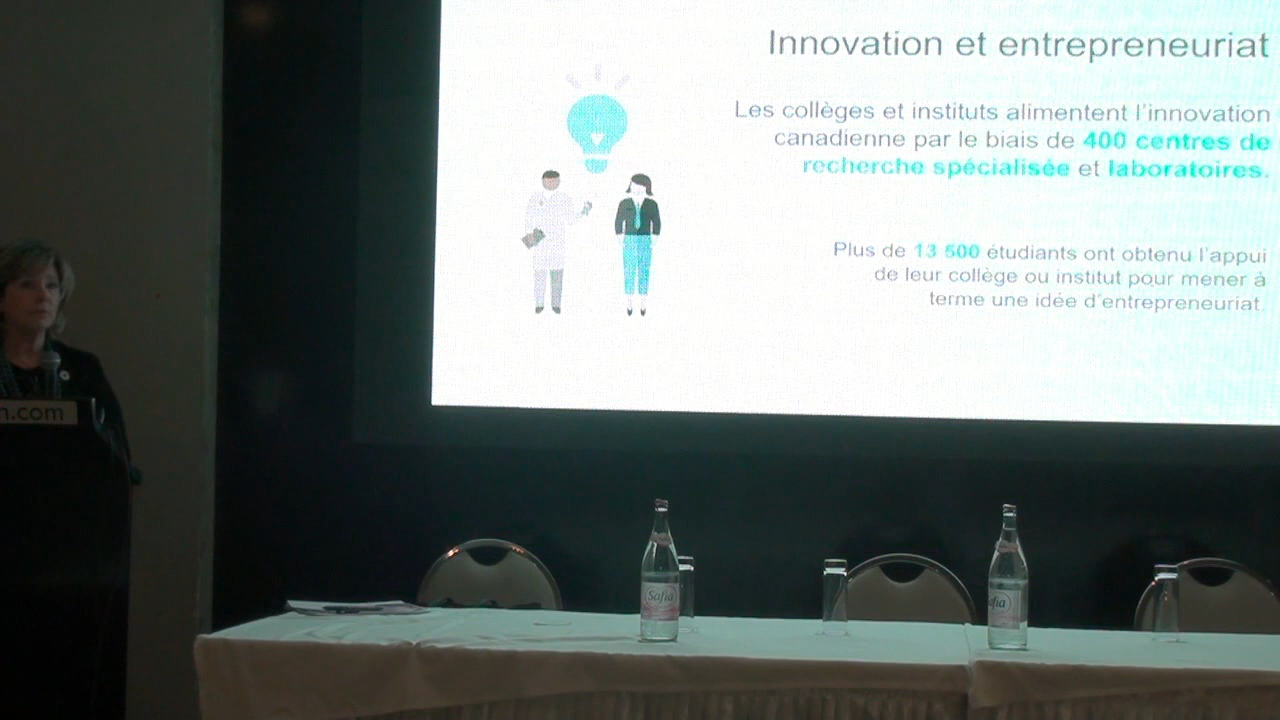 Innovation et entrepreneuriat
Les collèges et instituts alimentent l'innovation
canadienne par le biais de 400 centres de
recherche spécialisée et laboratoires.
Plus de 13 500 étudiants ont obtenu l'appui
de leur collège ou institut pour mener à
terme une idée d'entrepreneuriat.
n.com
Safia
afia